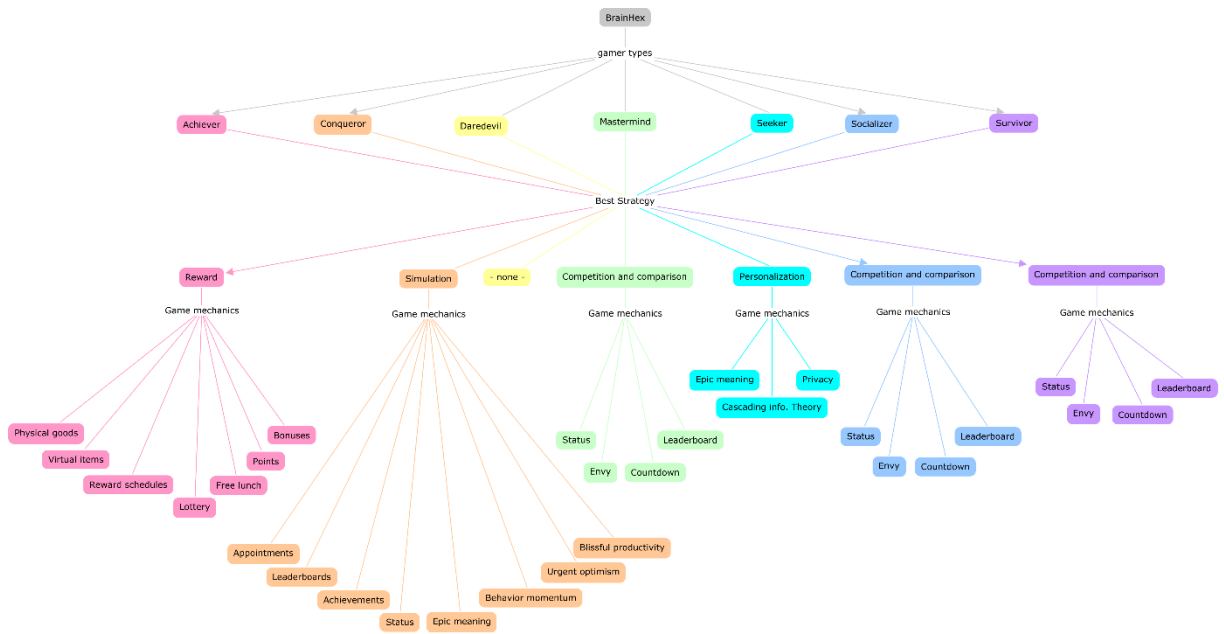 BrainHex
gamer types
Achiever
Conqueror
Daredevil
Mastermind
Seeker
Socializer
Survivor
Best Strategy
Reward
Simulation
- none -
Competition and comparison
Personalization
Competition and comparison
Competition and comparison
Game mechanics
Game mechanics
Game mechanics
Game mechanics
Game mechanics
Game mechanics
Physical goods
Virtual items
Reward schedules
Lottery
Free lunch
Points
Bonuses
Appointments
Leaderboards
Achievements
Status
Epic meaning
Behavior momentum
Urgent optimism
Blissful productivity
Status
Envy
Countdown
Leaderboard
Epic meaning
Cascading info. Theory
Privacy
Status
Envy
Countdown
Leaderboard
Status
Envy
Countdown
Leaderboard